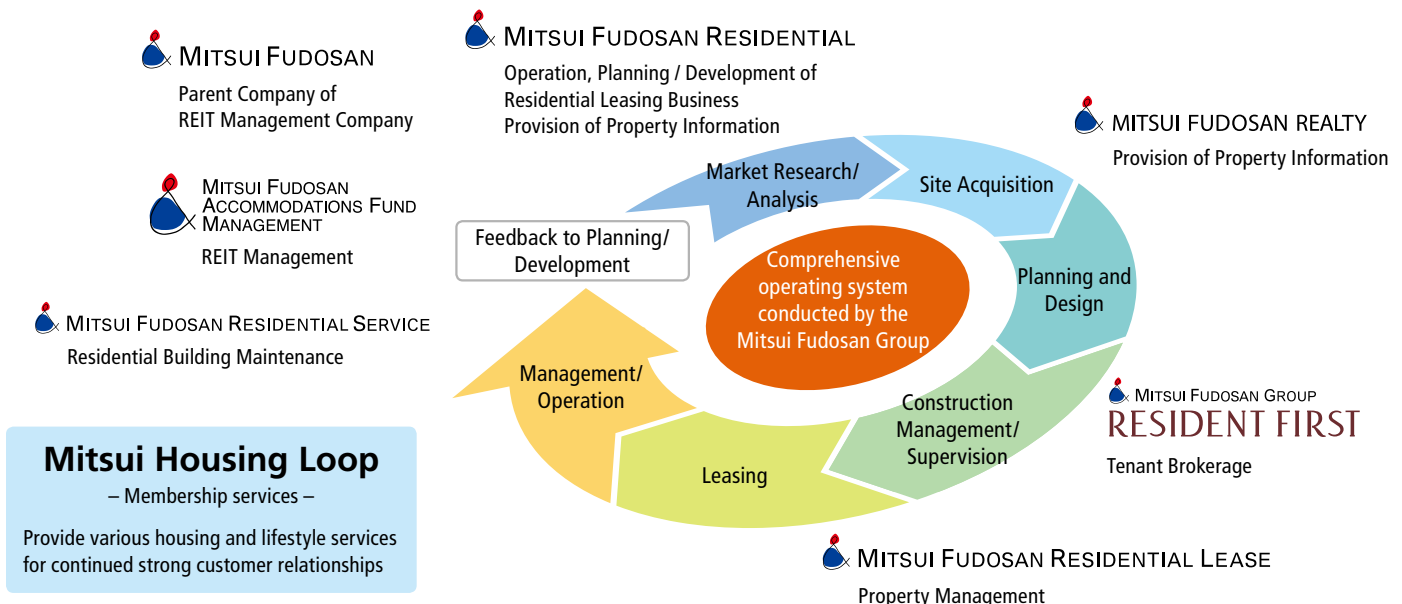 MITSUI FUDOSAN
Parent Company of
REIT Management Company
MITSUI FUDOSAN RESIDENTIAL
Operation, Planning / Development of
Residential Leasing Business
Provision of Property Information
MITSUI FUDOSAN REALTY
Provision of Property Information
MITSUI FUDOSAN
ACCOMMODATIONS FUND
MANAGEMENT
REIT Management
MITSUI FUDOSAN RESIDENTIAL SERVICE
Residential Building Maintenance
Market Research/
Analysis
Site Acquisition
Planning and
Design
Construction
Management/
Supervision
Leasing
Management/
Operation
Feedback to Planning/
Development
Comprehensive
operating system
conducted by the
Mitsui Fudosan Group
MITSUI FUDOSAN GROUP
RESIDENT FIRST
Tenant Brokerage
Mitsui Housing Loop
– Membership services –
Provide various housing and lifestyle services
for continued strong customer relationships
MITSUI FUDOSAN RESIDENTIAL LEASE
Property Management